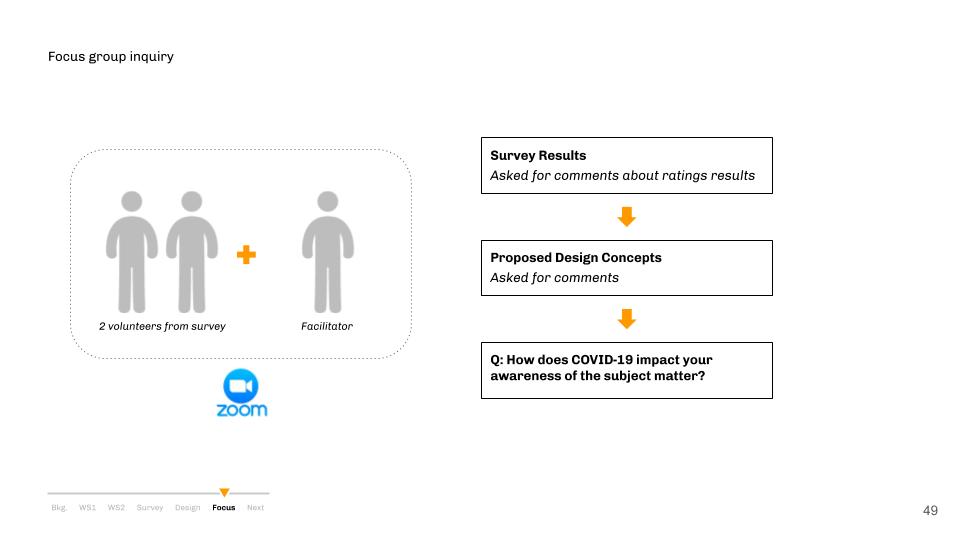 Focus group inquiry
2 volunteers from survey
Facilitator
zoom
Survey Results
Asked for comments about ratings results
Proposed Design Concepts
Asked for comments
Q: How does COVID-19 impact your
awareness of the subject matter?
Bkg. WS1 WS2 Survey Design Focus Next
49